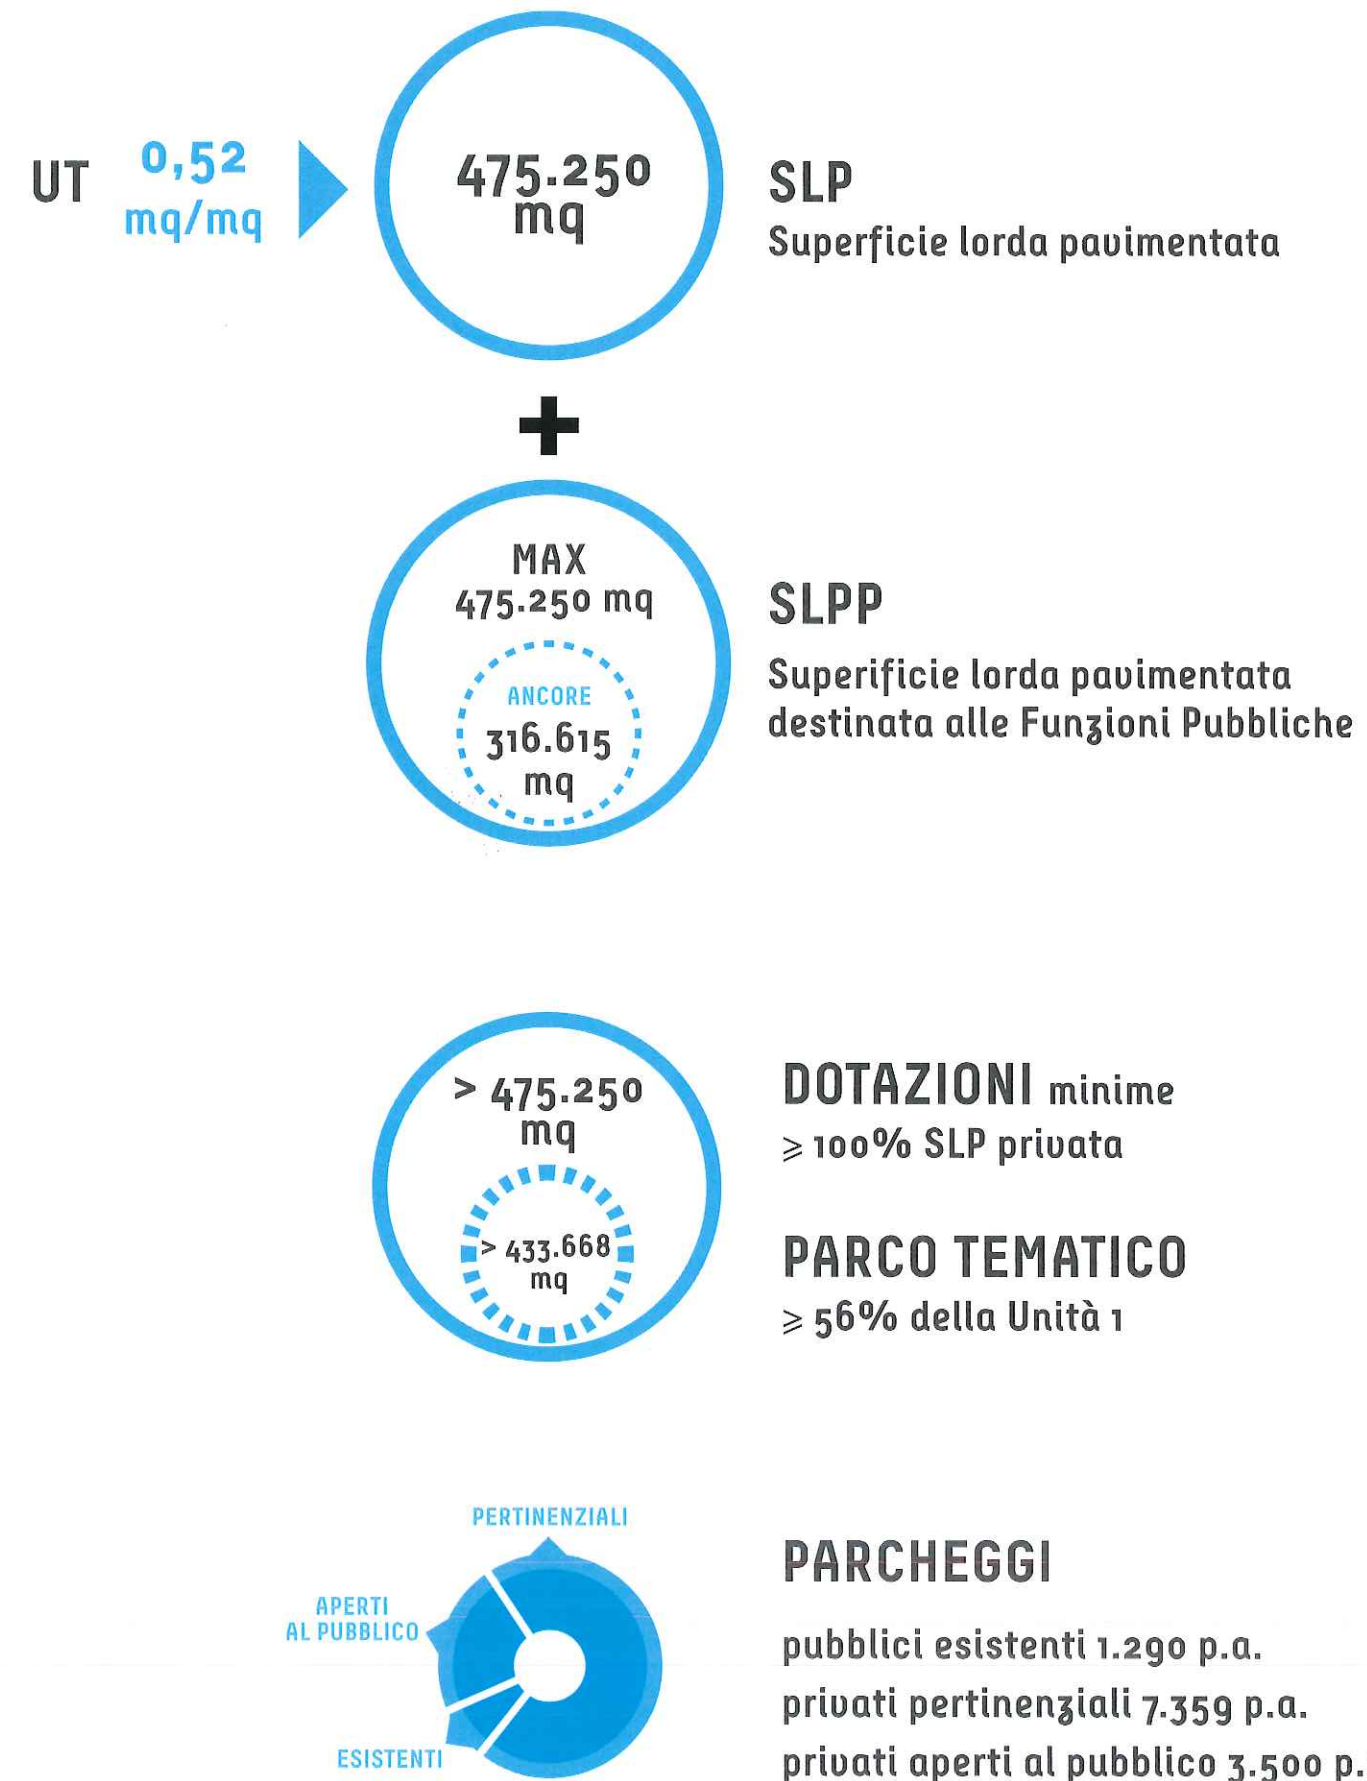 UT 0,52
mq/mq
475.250
mq
SLP
Superficie lorda pavimentata
+
MAX
475.250 mq
ANCORE
316.615
mq
SLPP
Superificie lorda pavimentata
destinata alle Funzioni Pubbliche
> 475.250
mq
> 433.668
mq
DOTAZIONI minime
⩾ 100% SLP privata
PARCO TEMATICO
⩾ 56% della Unità 1
PERTINENZIALI
APERTI
AL PUBBLICO
ESISTENTI
PARCHEGGI
pubblici esistenti 1.290 p.a.
privati pertinenziali 7.359 p.a.
privati aperti al pubblico 3.500 p.